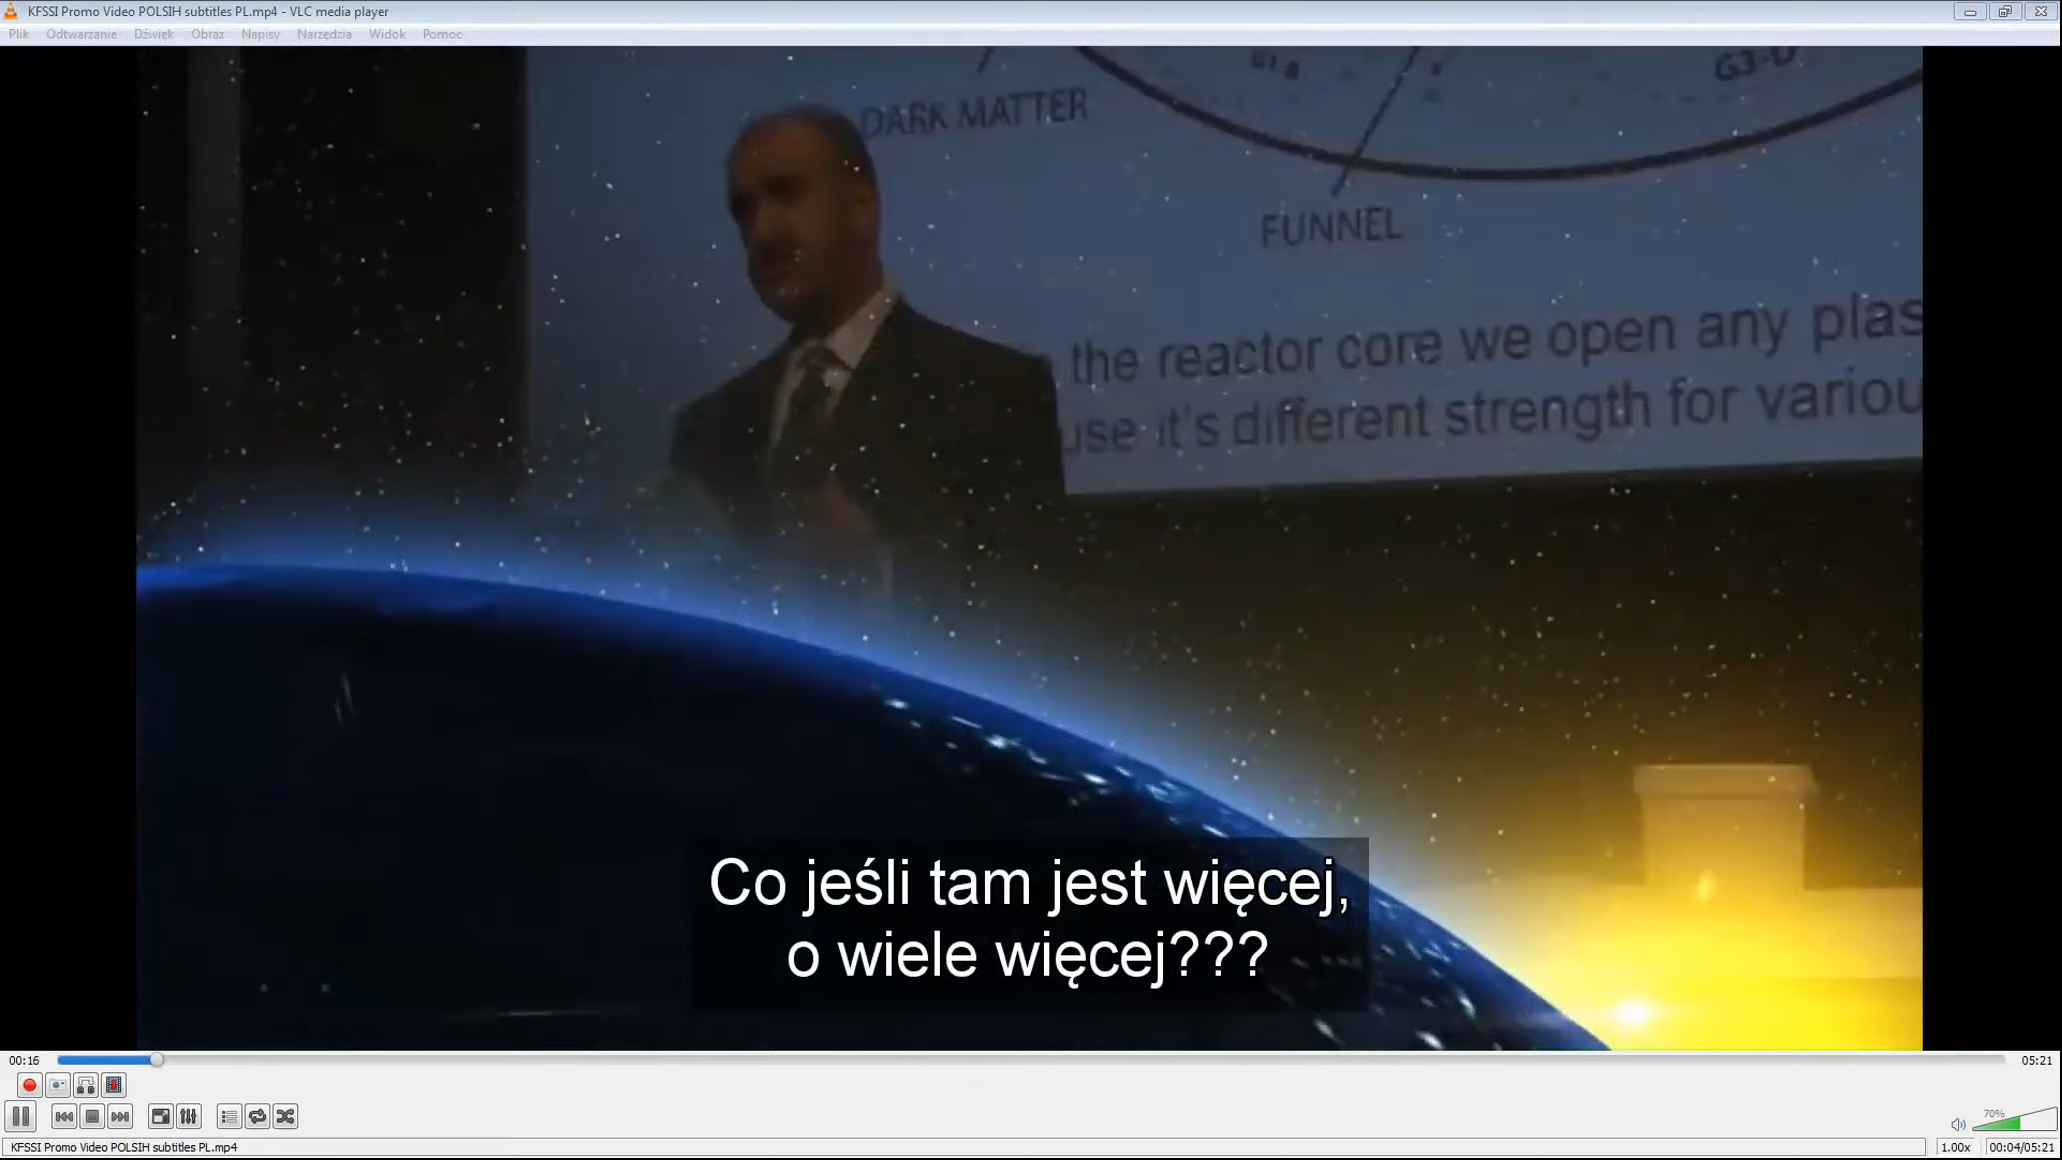 KFSSI Promo Video POLSIH subtitles PL.mp4 - VLC media player
Plik Odtwarzanie Dźwięk Obraz Napisy Narzędzia Widok Pomoc
G1-B
G3-D
DARK MATTER
FUNNEL
the reactor core we open any plas
use it's different strength for variou
Co jeśli tam jest więcej,
o wiele więcej???
00:16
05:21
70%
KFSSI Promo Video POLSIH subtitles PL.mp4
1.00x
00:04/05:21